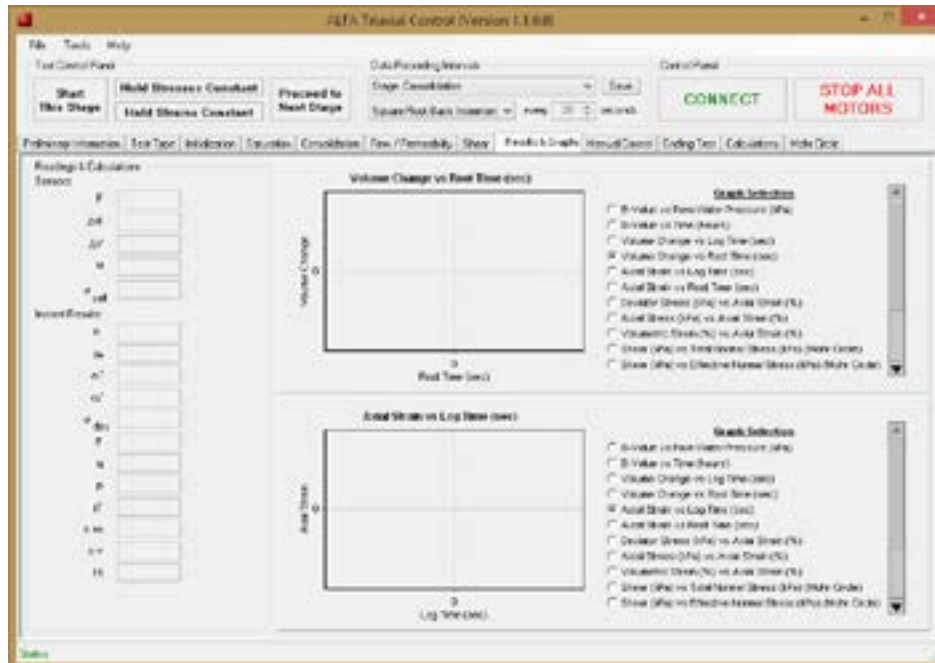 ALFA Triaxial Control (Version 1.1.
File Tools Help
Test Control Panel
Data Recording Intervals
Control Panel
Start This Stage
Hold Stresses Constant
Hold Strains Constant
Proceed to Next Stage
Stage Consolidation
Save
Square Root Back Insertion
every
seconds
CONNECT
STOP ALL MOTORS
Preliminary Information Test Type Initialization Saturation Consolidation Flow / Permeability Shear Results & Graphs Manual Control Ending Test Calculations Mohr Circle
Readings & Calculations
Sensors
cell
Instant Results
Volume Change vs Root Time (sec)
Volume Change
0
0
Root Time (sec)
Graph Selection
B-Value vs Pore Water Pressure (kPa)
B-Value vs Time (hours)
Volume Change vs Log Time (sec)
Volume Change vs Root Time (sec)
Axial Strain vs Log Time (sec)
Axial Strain vs Root Time (sec)
Deviator Stress (kPa) vs Axial Strain (%)
Axial Stress (kPa) vs Axial Strain (%)
Volumetric Strain (%) vs Axial Strain (%)
Shear (kPa) vs Total Normal Stress (kPa) (Mohr Circle)
Shear (kPa) vs Effective Normal Stress (kPa) (Mohr Circle)
Axial Strain vs Log Time (sec)
Axial Strain
0
0
Log Time (sec)
Graph Selection
B-Value vs Pore Water Pressure (kPa)
B-Value vs Time (hours)
Volume Change vs Log Time (sec)
Volume Change vs Root Time (sec)
Axial Strain vs Log Time (sec)
Axial Strain vs Root Time (sec)
Deviator Stress (kPa) vs Axial Strain (%)
Axial Stress (kPa) vs Axial Strain (%)
Volumetric Strain (%) vs Axial Strain (%)
Shear (kPa) vs Total Normal Stress (kPa) (Mohr Circle)
Shear (kPa) vs Effective Normal Stress (kPa) (Mohr Circle)
Status